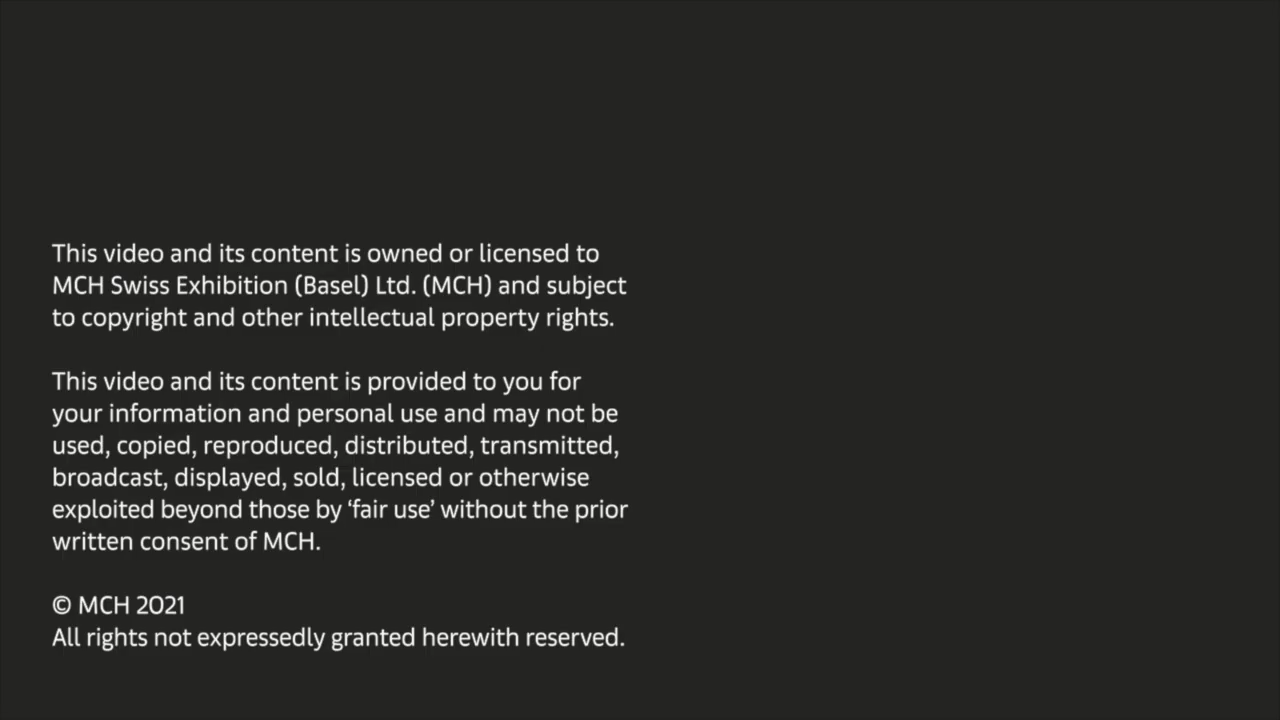 This video and its content is owned or licensed to
MCH Swiss Exhibition (Basel) Ltd. (MCH) and subject
to copyright and other intellectual property rights.
This video and its content is provided to you for
your information and personal use and may not be
used, copied, reproduced, distributed, transmitted,
broadcast, displayed, sold, licensed or otherwise
exploited beyond those by ‘fair use’ without the prior
written consent of MCH.
© MCH 2021
All rights not expressedly granted herewith reserved.